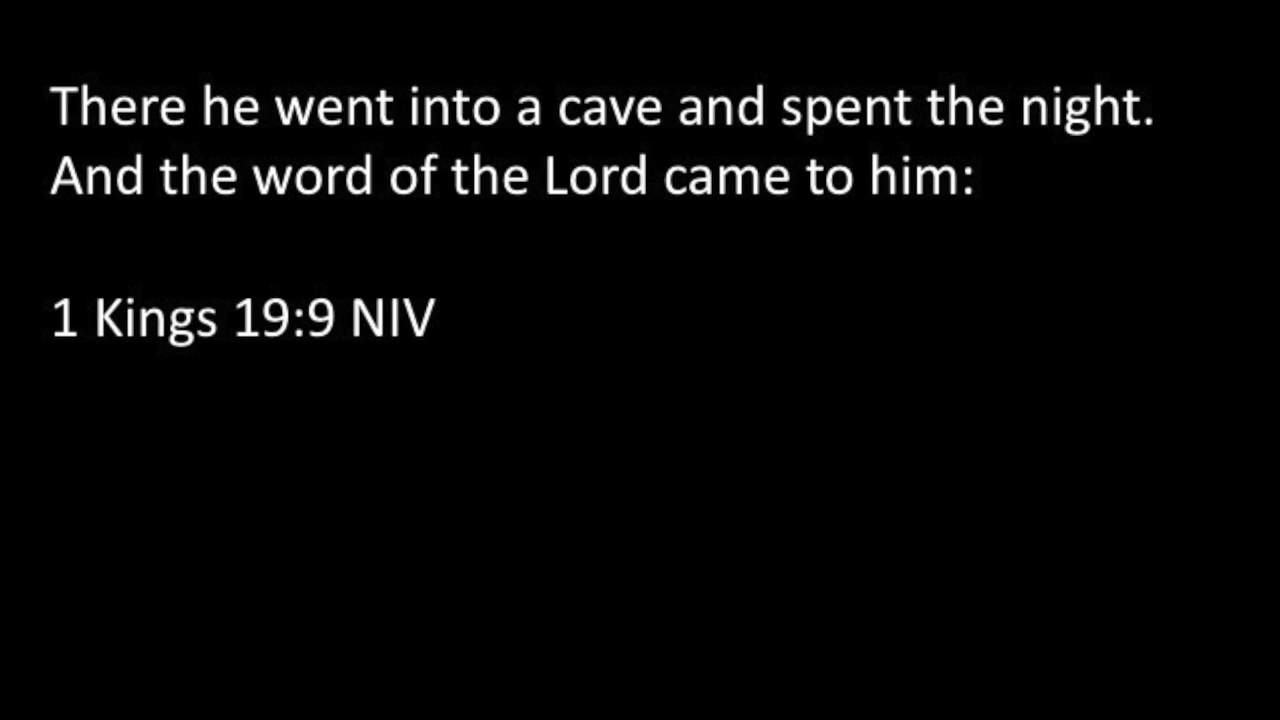 There he went into a cave and spent the night.
And the word of the Lord came to him:
1 Kings 19:9 NIV